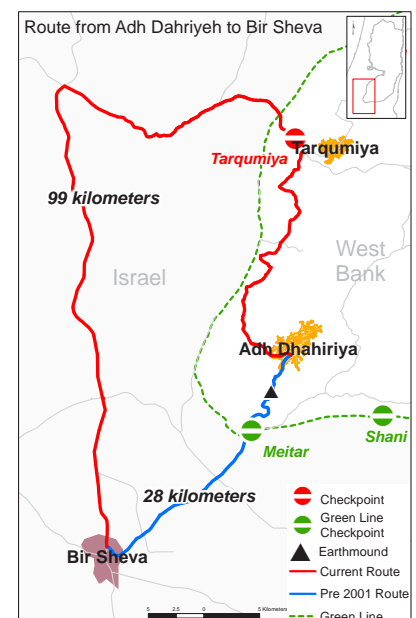 Route from Adh Dahriyeh to Bir Sheva
Tarqumiya
Tarqumiya
99 kilometers
West
Bank
Israel
Adh Dhahiriya
Shani
Meitar
28 kilometers
Bir Sheva
Checkpoint
Green Line
Checkpoint
Earthmound
Current Route
Pre 2001 Route
Green Line
5 2.5 0 5 Kilometers